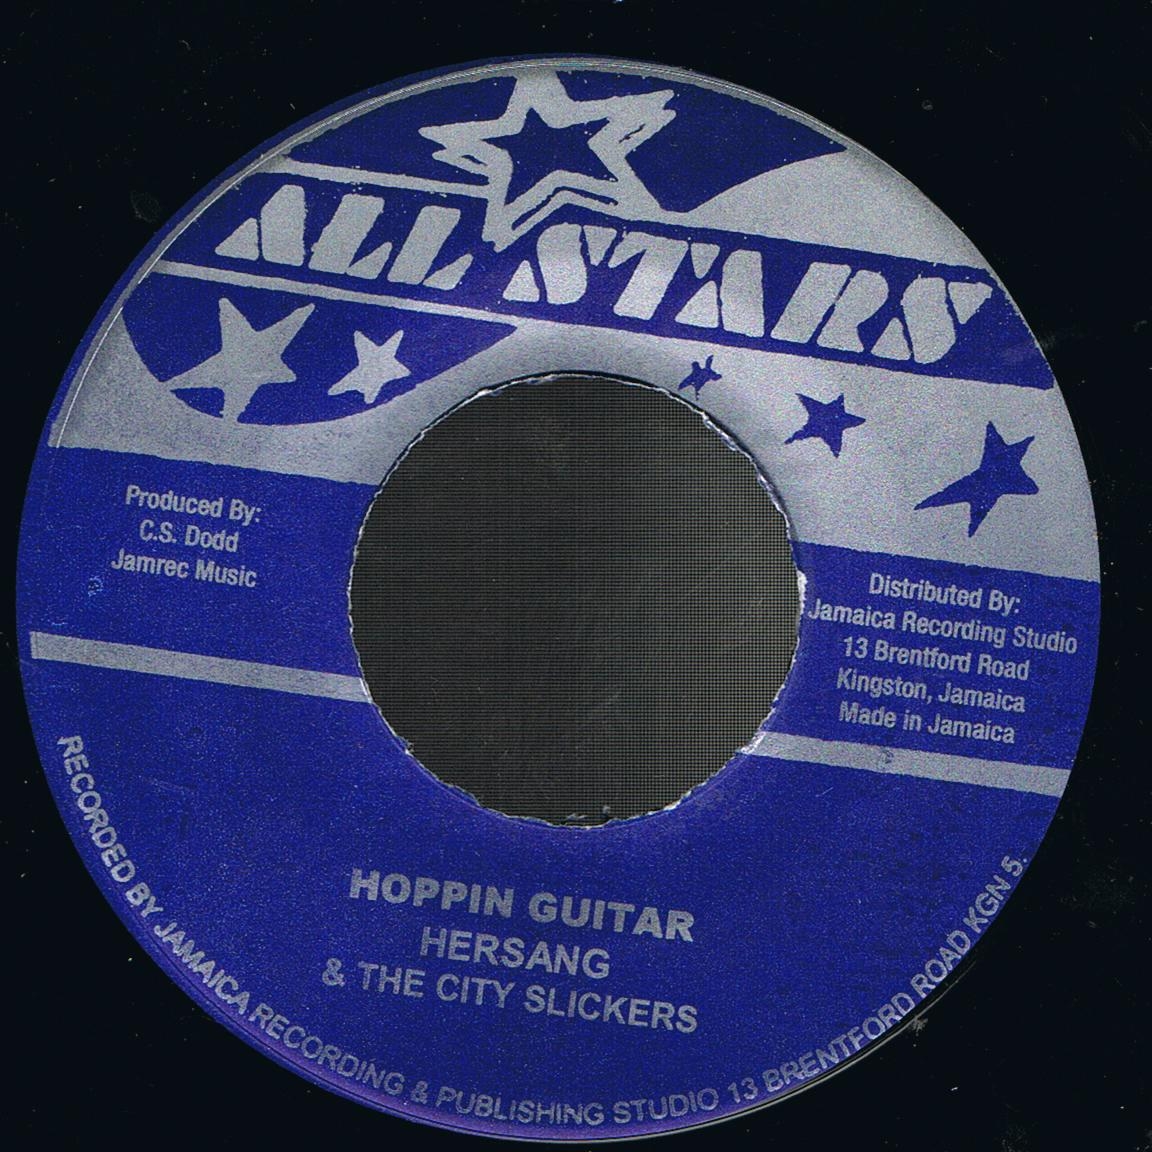 ALL STARS
Produced By:
C.S. Dodd
Jamrec Music
Distributed By:
Jamaica Recording Studio
13 Brentford Road
Kingston, Jamaica
Made in Jamaica
HOPPIN GUITAR
HERSANG
& THE CITY SLICKERS
RECORDED BY JAMAICA RECORDING & PUBLISHING STUDIO 13 BRENTFORD ROAD KGN 5.